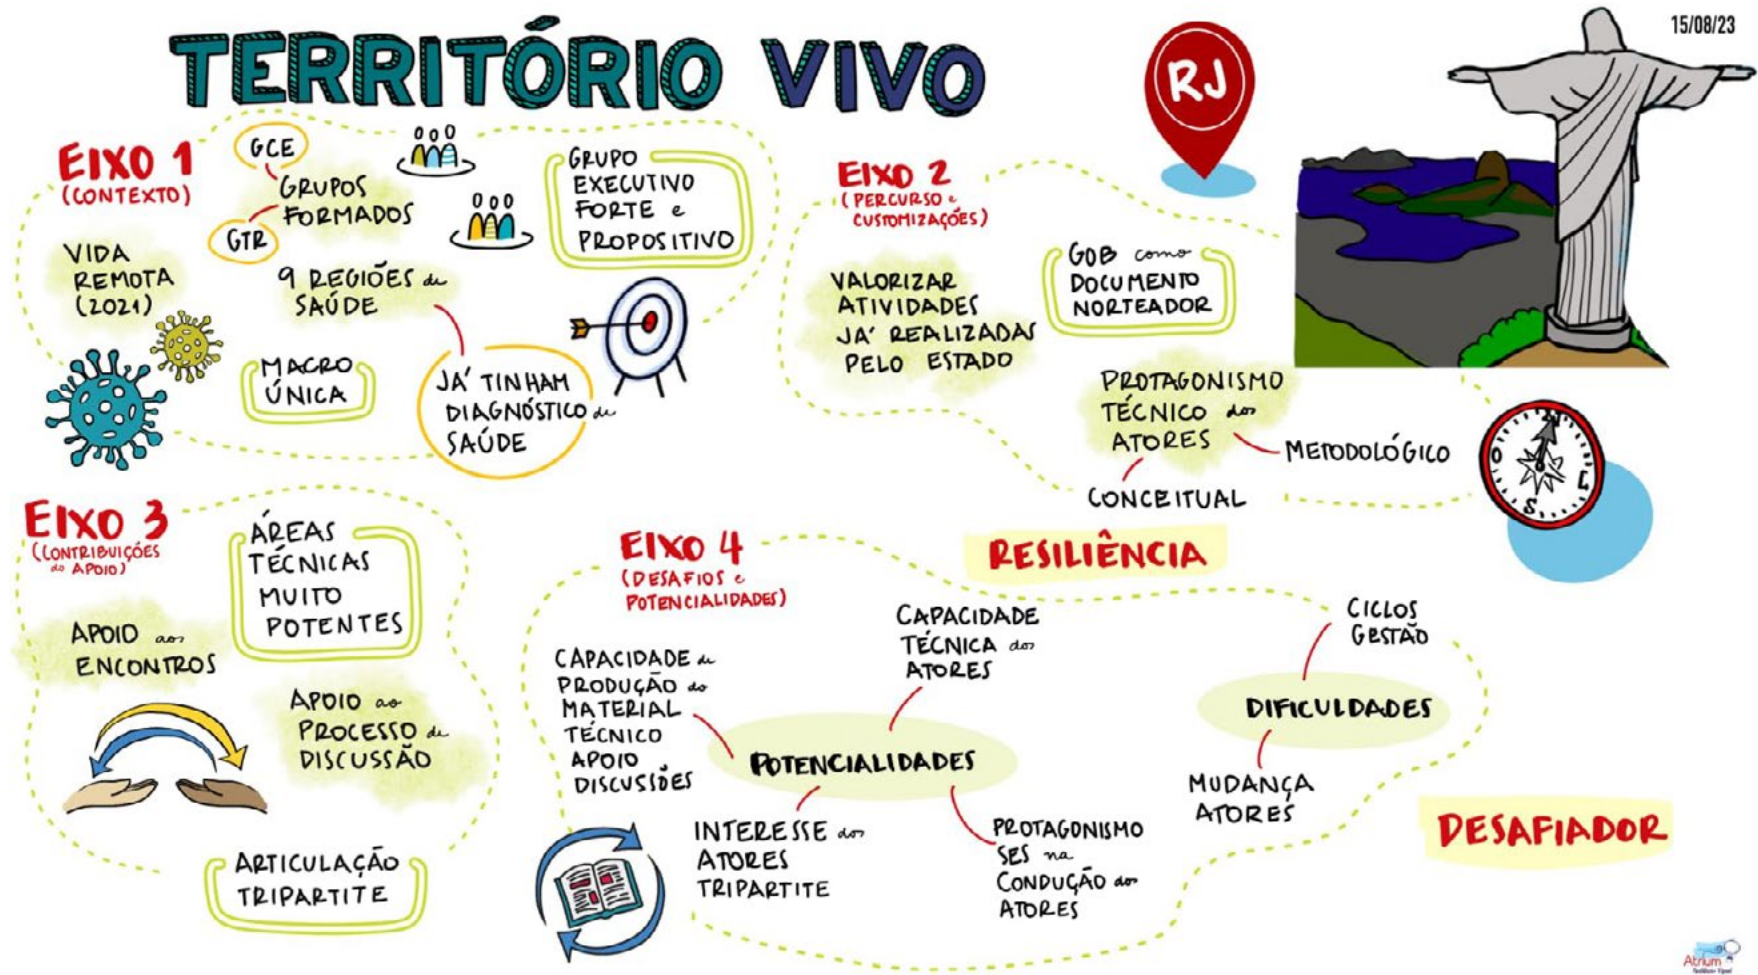 TERRITÓRIO VIVO
RJ
15/08/23
EIXO 1
(CONTEXTO)
GCE
GRUPOS
FORMADOS
GTR
GRUPO
EXECUTIVO
FORTE e
PROPOSITIVO
VIDA
REMOTA
(2021)
9 REGIÕES de
SAÚDE
MACRO
ÚNICA
JÁ TINHAM
DIAGNÓSTICO de
SAÚDE
EIXO 2
(PERCURSO e
CUSTOMIZAÇÕES)
VALORIZAR
ATIVIDADES
JÁ REALIZADAS
PELO ESTADO
GOB como
DOCUMENTO
NORTEADOR
PROTAGONISMO
TÉCNICO dos
ATORES
METODOLÓGICO
CONCEITUAL
N
O
L
S
EIXO 3
(CONTRIBUIÇÕES
do APOIO)
ÁREAS
TÉCNICAS
MUITO
POTENTES
APOIO aos
ENCONTROS
APOIO ao
PROCESSO de
DISCUSSÃO
ARTICULAÇÃO
TRIPARTITE
EIXO 4
(DESAFIOS e
POTENCIALIDADES)
RESILIÊNCIA
CAPACIDADE de
PRODUÇÃO do
MATERIAL
TÉCNICO
APOIO
DISCUSSÕES
CAPACIDADE
TÉCNICA dos
ATORES
POTENCIALIDADES
INTERESSE dos
ATORES
TRIPARTITE
PROTAGONISMO
SES na
CONDUÇÃO dos
ATORES
CICLOS
GESTÃO
DIFICULDADES
MUDANÇA
ATORES
DESAFIADOR
Atrium